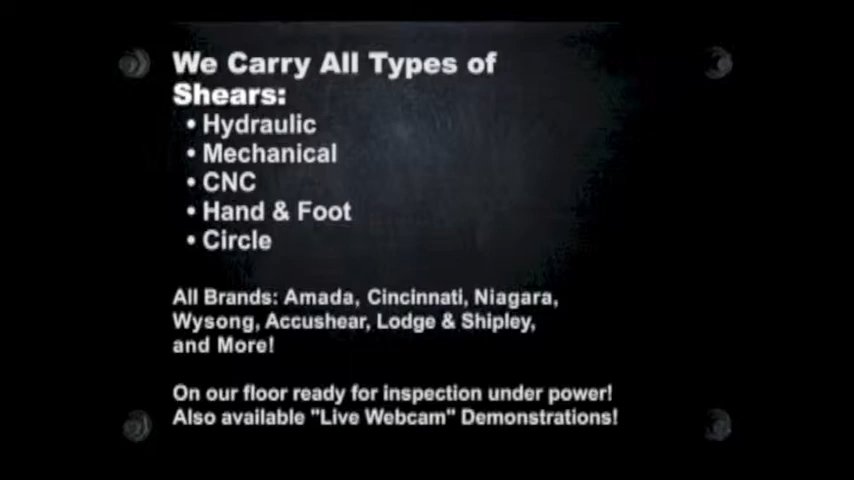 We Carry All Types of
Shears:
• Hydraulic
• Mechanical
• CNC
• Hand & Foot
• Circle
All Brands: Amada, Cincinnati, Niagara,
Wysong, Accushear, Lodge & Shipley,
and More!
On our floor ready for inspection under power!
Also available "Live Webcam" Demonstrations!